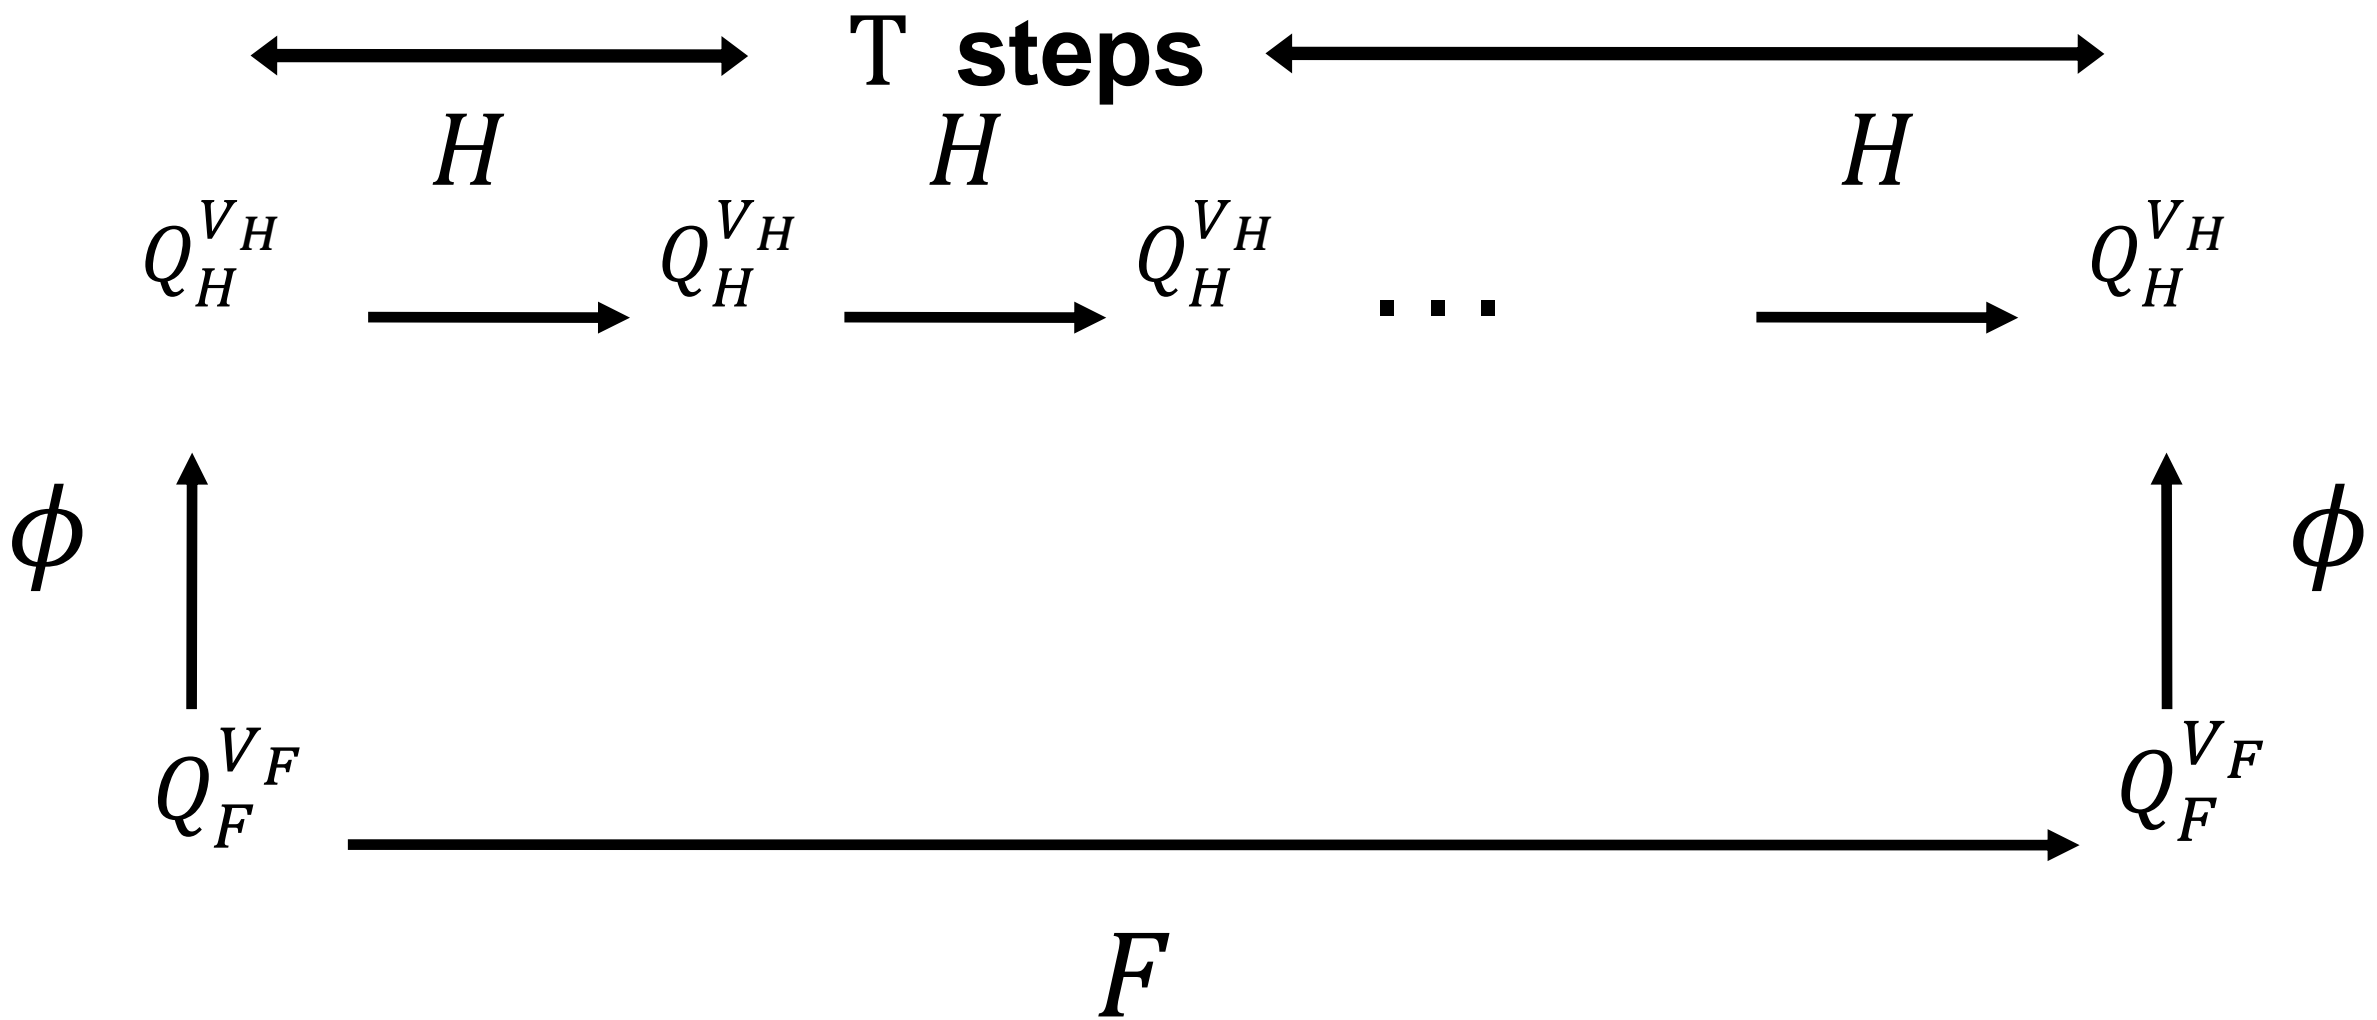 T steps
H H H
Q_H^{V_H} Q_H^{V_H} Q_H^{V_H} ... Q_H^{V_H}
ϕ ϕ
Q_F^{V_F} Q_F^{V_F}
F